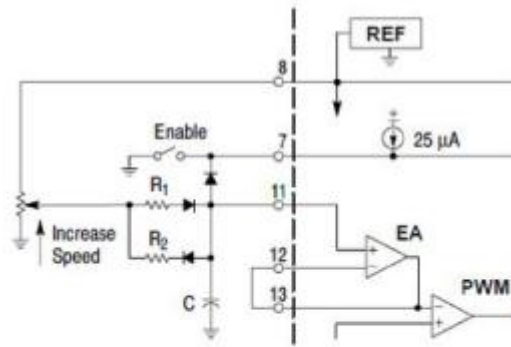 REF
8
Enable
7
+
25 µA
R1
11
+
EA
Increase
Speed
R2
12
−
C
13
−
PWM
+